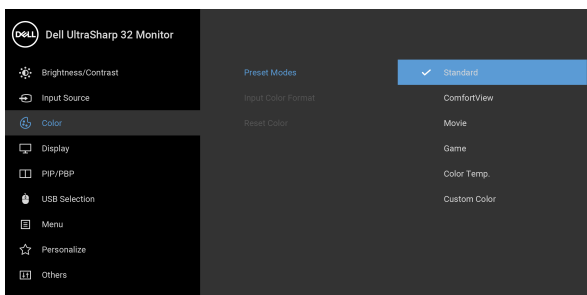 DELL Dell UltraSharp 32 Monitor
Brightness/Contrast Preset Modes Standard
Input Source Input Color Format ComfortView
Color Reset Color Movie
Display Game
PIP/PBP Color Temp.
USB Selection Custom Color
Menu
Personalize
Others